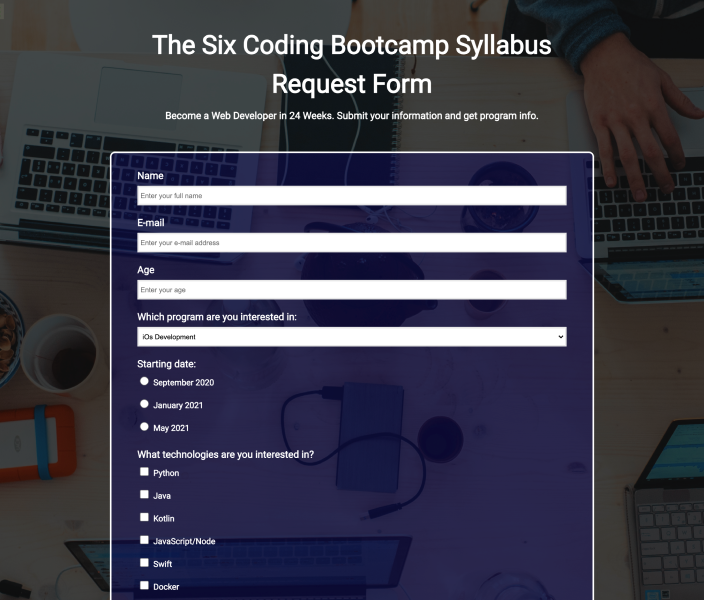 The Six Coding Bootcamp Syllabus
Request Form
Become a Web Developer in 24 Weeks. Submit your information and get program info.
Name
Enter your full name
E-mail
Enter your e-mail address
Age
Enter your age
Which program are you interested in:
iOs Development
Starting date:
September 2020
January 2021
May 2021
What technologies are you interested in?
Python
Java
Kotlin
JavaScript/Node
Swift
Docker